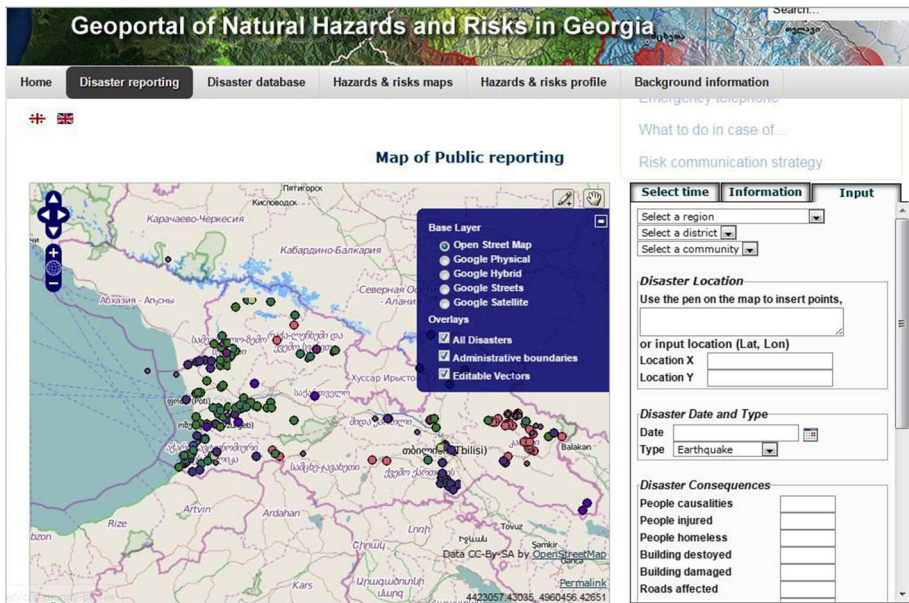 Search...
Geoportal of Natural Hazards and Risks in Georgia
Home
Disaster reporting
Disaster database
Hazards & risks maps
Hazards & risks profile
Background information
Emergency telephone
What to do in case of...
Risk communication strategy
Map of Public reporting
Пятигорск
Кисловодск
Карачаево-Черкесия
Кабардино-Балкария
Северная
Алания
Хуссар Ирыстон
(Poti)
(Tbilisi)
Balakən
Rize
Artvin
Ardahan
Kars
Tovuz
Şəmkir
Gəncə
Լոռի
Շիրակ
Base Layer
Open Street Map
Google Physical
Google Hybrid
Google Streets
Google Satellite
Overlays
All Disasters
Administrative boundaries
Editable Vectors
Data CC-By-SA by OpenStreetMap
Permalink
4423057.43035, 4960456.42651
Select time
Information
Input
Select a region
Select a district
Select a community
Disaster Location
Use the pen on the map to insert points,
or input location (Lat, Lon)
Location X
Location Y
Disaster Date and Type
Date
Type Earthquake
Disaster Consequences
People causalities
People injured
People homeless
Building destoyed
Building damaged
Roads affected